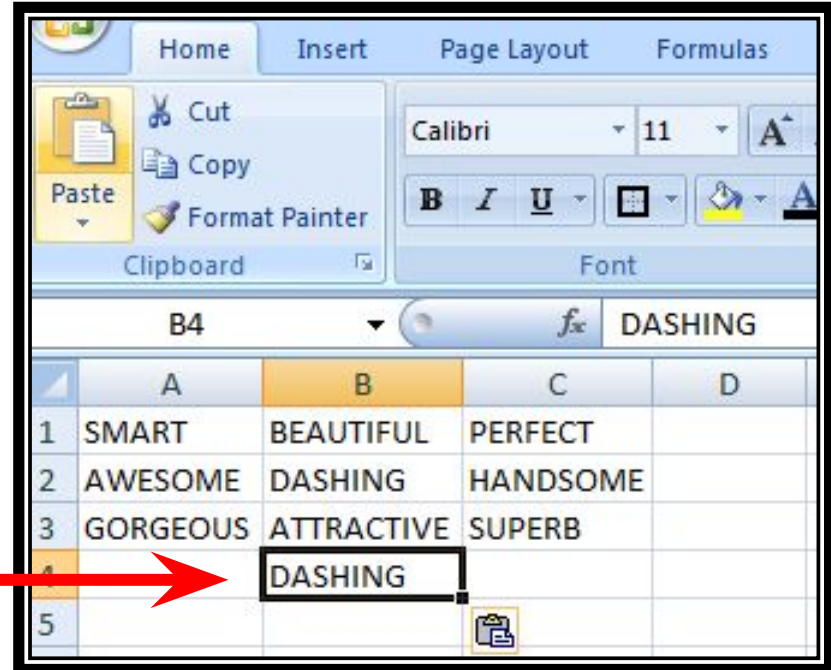 Home Insert Page Layout Formulas
Cut
Calibri 11 A
Copy
Paste
B I U A
Format Painter
Clipboard Font
B4 fx DASHING
A B C D
1 SMART BEAUTIFUL PERFECT
2 AWESOME DASHING HANDSOME
3 GORGEOUS ATTRACTIVE SUPERB
4 DASHING
5